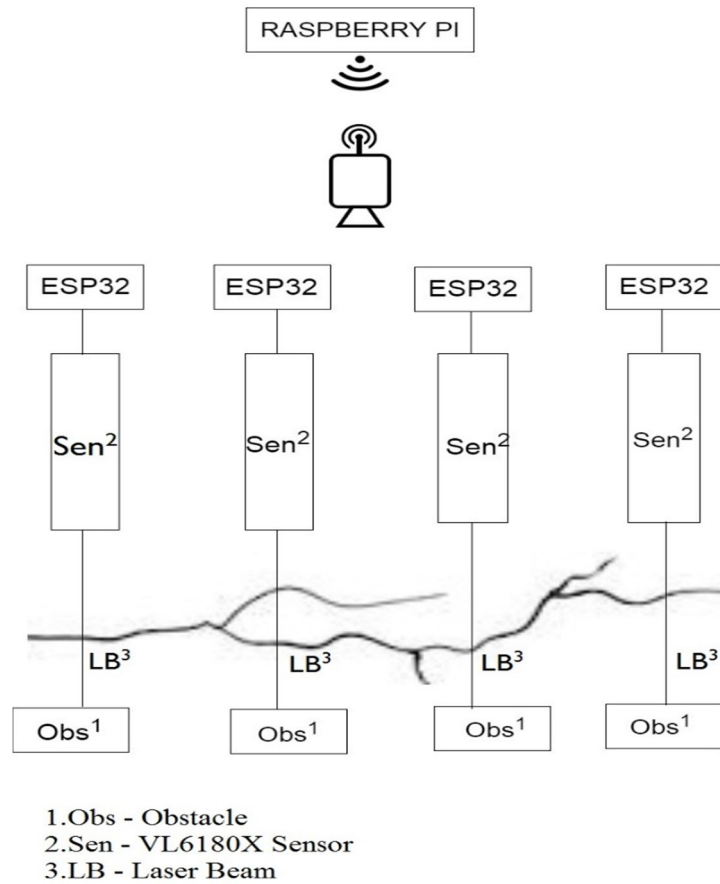 RASPBERRY PI
ESP32 ESP32 ESP32 ESP32
Sen² Sen² Sen² Sen²
LB³ LB³ LB³ LB³
Obs¹ Obs¹ Obs¹ Obs¹
1.Obs - Obstacle
2.Sen - VL6180X Sensor
3.LB - Laser Beam